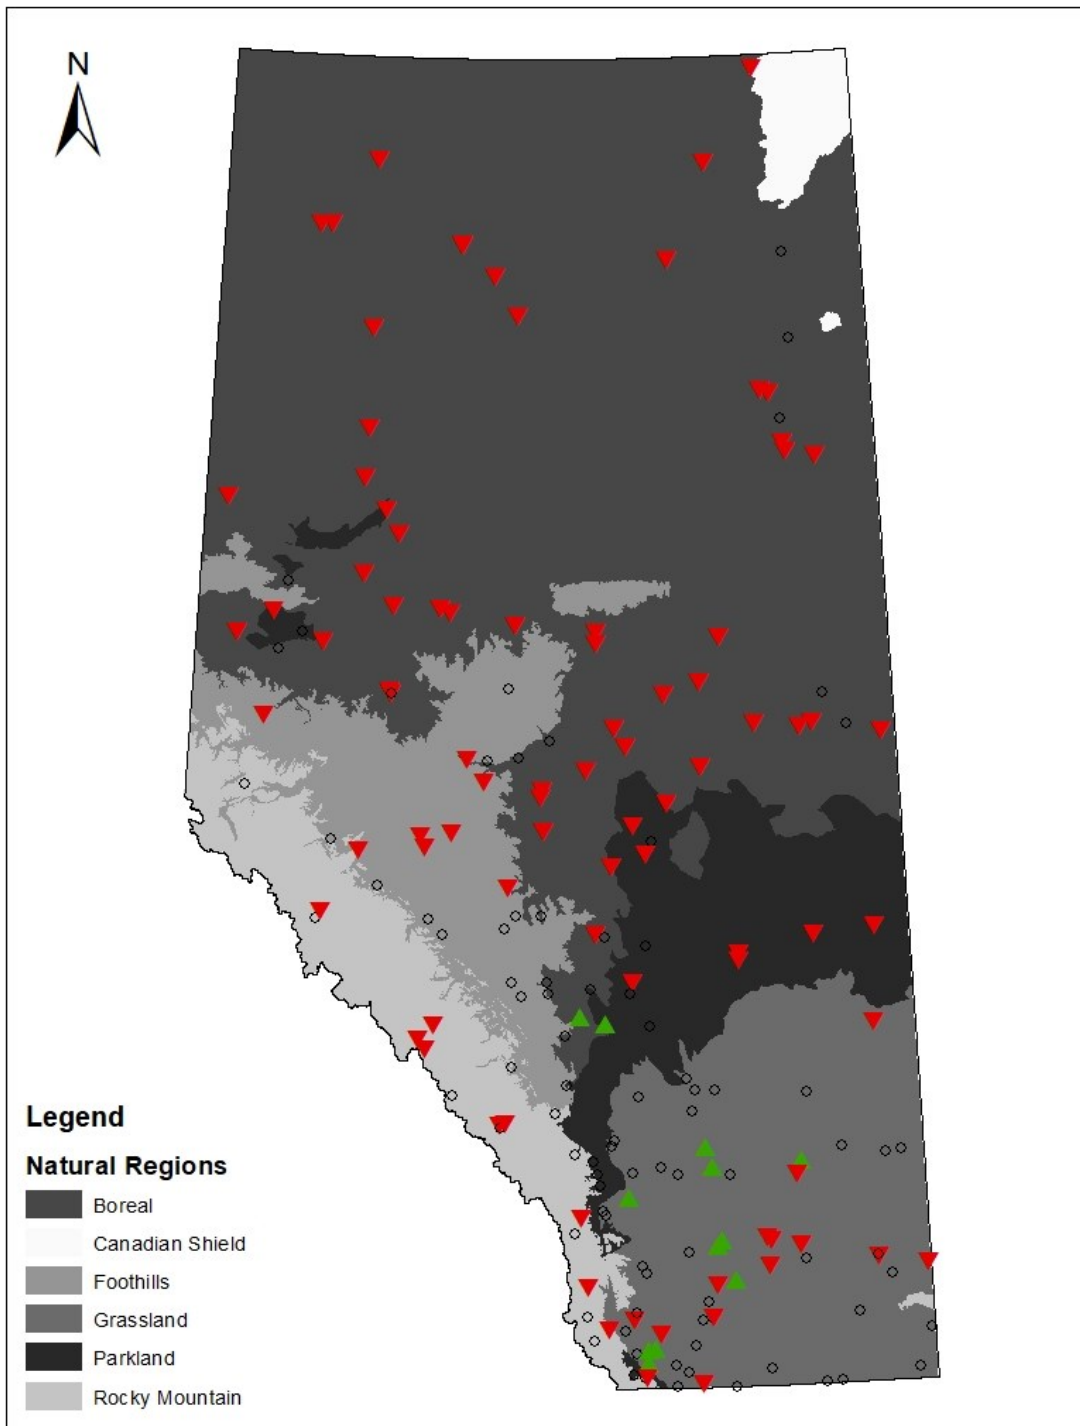 N
Legend
Natural Regions
Boreal
Canadian Shield
Foothills
Grassland
Parkland
Rocky Mountain